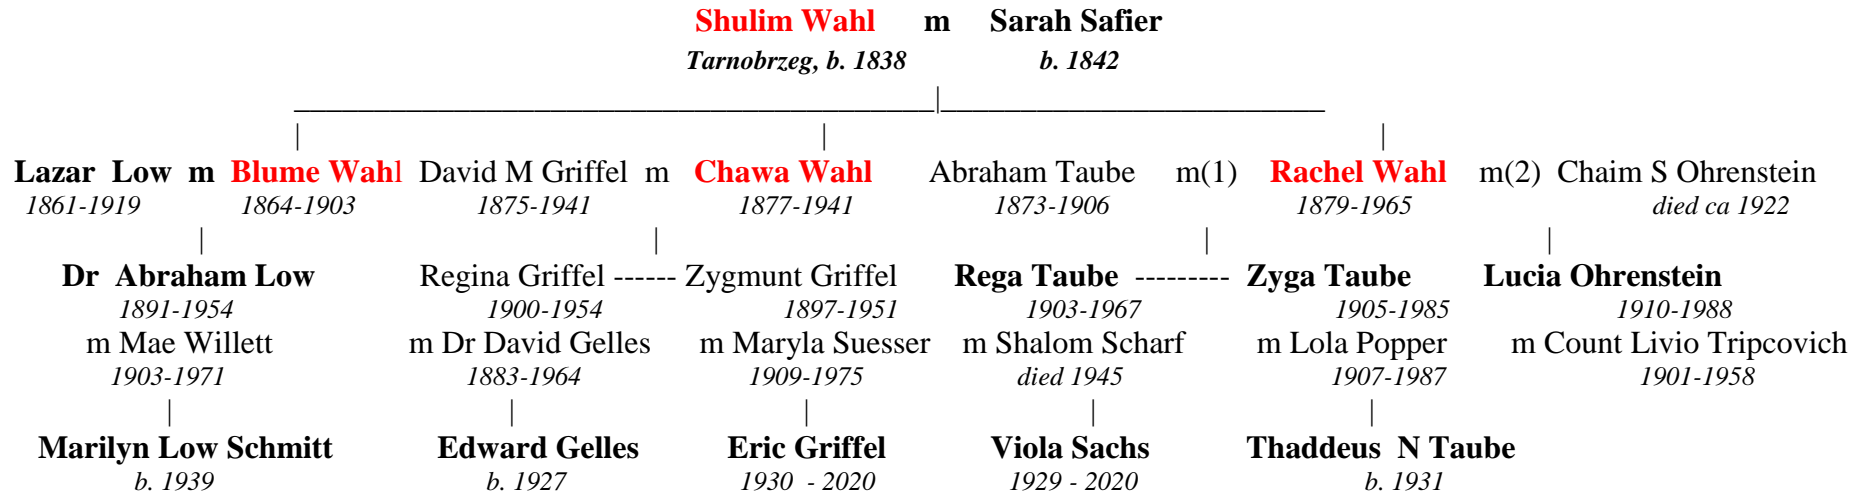 Shulim Wahl m Sarah Safier
Tarnobrzeg, b. 1838 b. 1842
Lazar Low m Blume Wahl David M Griffel m Chawa Wahl Abraham Taube m(1) Rachel Wahl m(2) Chaim S Ohrenstein
1861-1919 1864-1903 1875-1941 1877-1941 1873-1906 1879-1965 died ca 1922
Dr Abraham Low Regina Griffel ------ Zygmunt Griffel Rega Taube --------- Zyga Taube Lucia Ohrenstein
1891-1954 1900-1954 1897-1951 1903-1967 1905-1985 1910-1988
m Mae Willett m Dr David Gelles m Maryla Suesser m Shalom Scharf m Lola Popper m Count Livio Tripcovich
1903-1971 1883-1964 1909-1975 died 1945 1907-1987 1901-1958
Marilyn Low Schmitt Edward Gelles Eric Griffel Viola Sachs Thaddeus N Taube
b. 1939 b. 1927 1930 - 2020 1929 - 2020 b. 1931